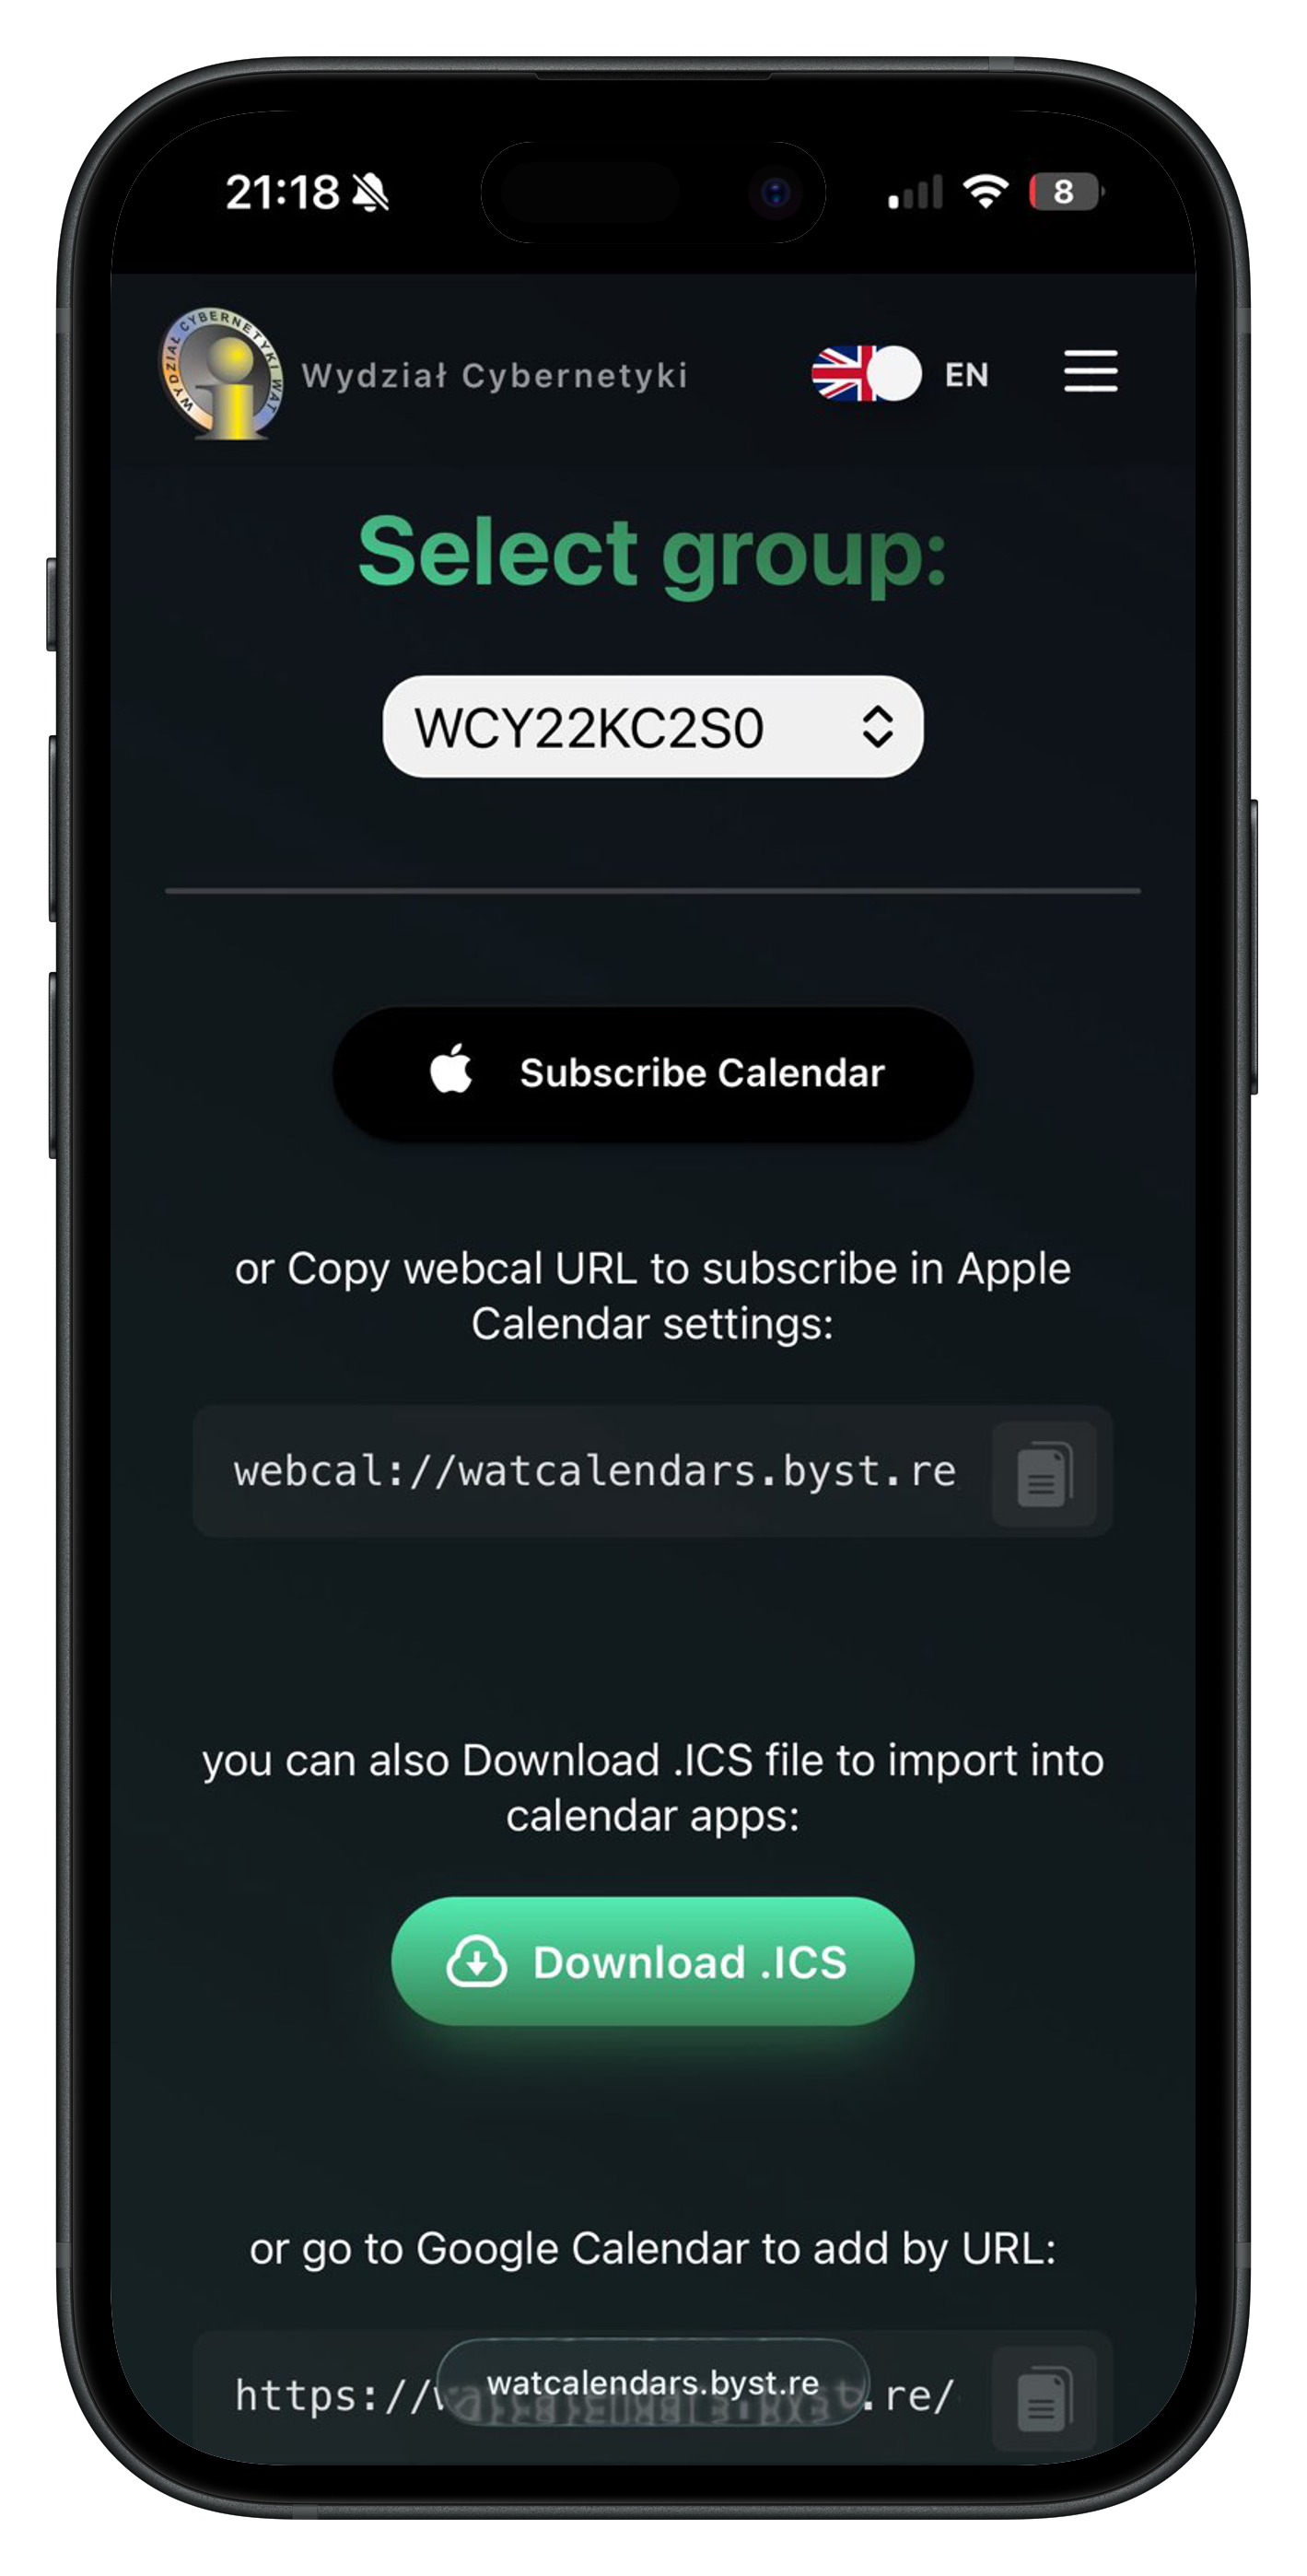 21:18
8
WYDZIAŁ CYBERNETYKI WAT
Wydział Cybernetyki
EN
Select group:
WCY22KC2S0
Subscribe Calendar
or Copy webcal URL to subscribe in Apple
Calendar settings:
webcal://watcalendars.byst.re
you can also Download .ICS file to import into
calendar apps:
Download .ICS
or go to Google Calendar to add by URL:
https://watcalendars.byst.re/
watcalendars.byst.re